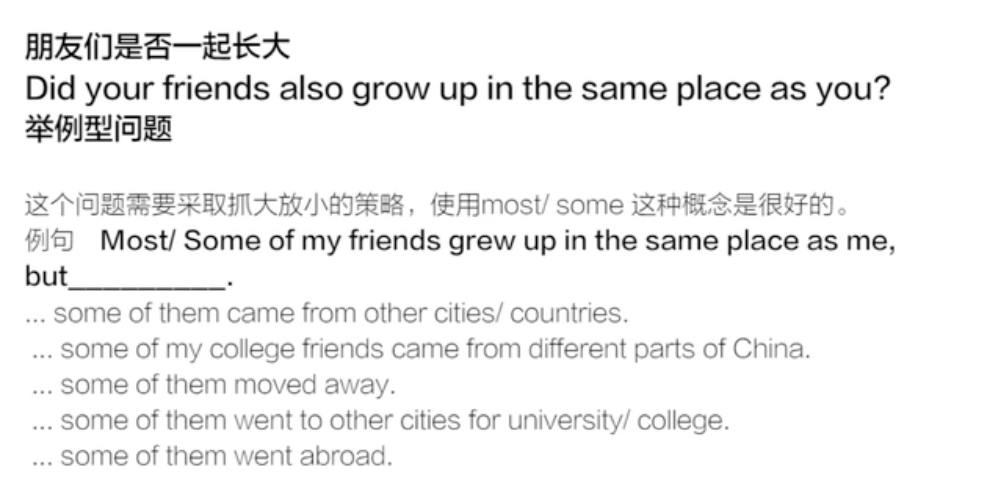 朋友们是否一起长大
Did your friends also grow up in the same place as you?
举例型问题
这个问题需要采取抓大放小的策略，使用most/ some 这种概念是很好的。
例句 Most/ Some of my friends grew up in the same place as me,
but__________.
... some of them came from other cities/ countries.
... some of my college friends came from different parts of China.
... some of them moved away.
... some of them went to other cities for university/ college.
... some of them went abroad.